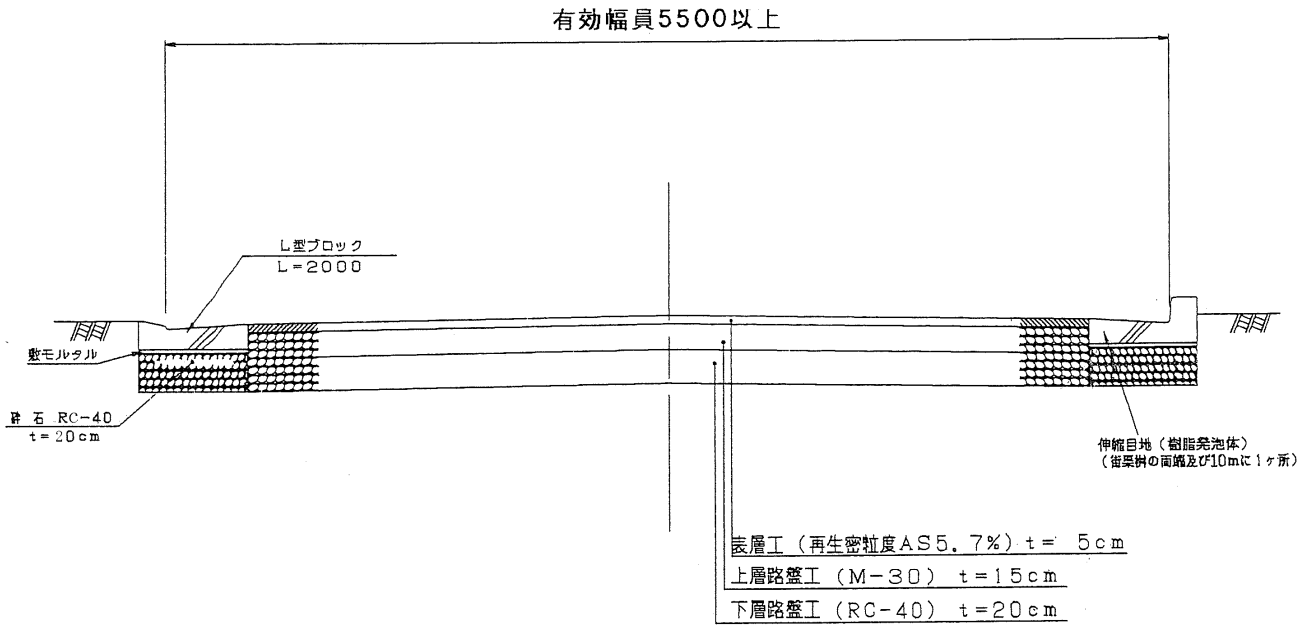 有効幅員5500以上
L型ブロック
L=2000
敷モルタル
砕石 RC-40
t=20cm
伸縮目地(樹脂発泡体)
(街渠桝の両端及び10mに1ヶ所)
表層工(再生密粒度AS5.7%)t= 5cm
上層路盤工(M-30) t=15cm
下層路盤工(RC-40) t=20cm